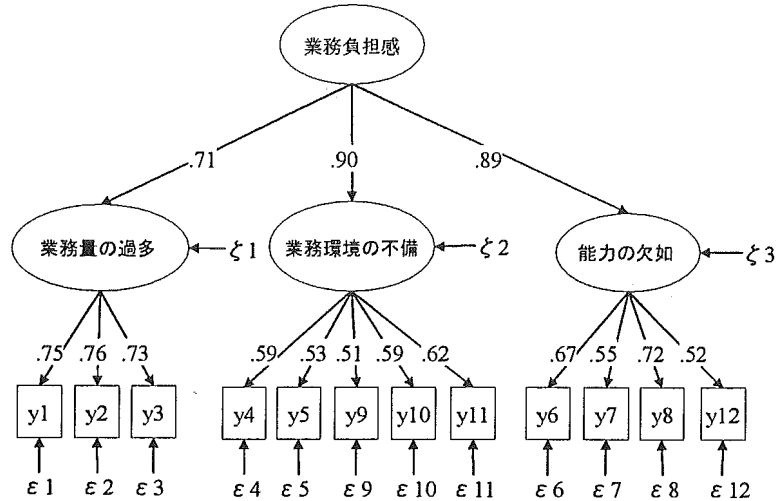 業務負担感
.71 .90 .89
業務量の過多 ζ1 業務環境の不備 ζ2 能力の欠如 ζ3
.75 .76 .73 .59 .53 .51 .59 .62 .67 .55 .72 .52
y1 y2 y3 y4 y5 y9 y10 y11 y6 y7 y8 y12
ε1 ε2 ε3 ε4 ε5 ε9 ε10 ε11 ε6 ε7 ε8 ε12